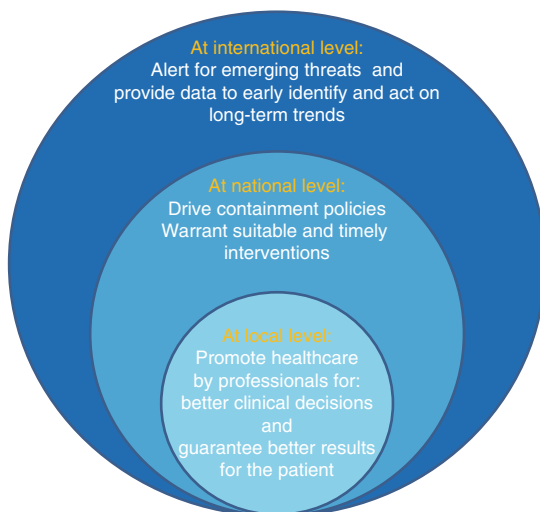 At international level:
Alert for emerging threats and
provide data to early identify and act on
long-term trends
At national level:
Drive containment policies
Warrant suitable and timely
interventions
At local level:
Promote healthcare
by professionals for:
better clinical decisions
and
guarantee better results
for the patient